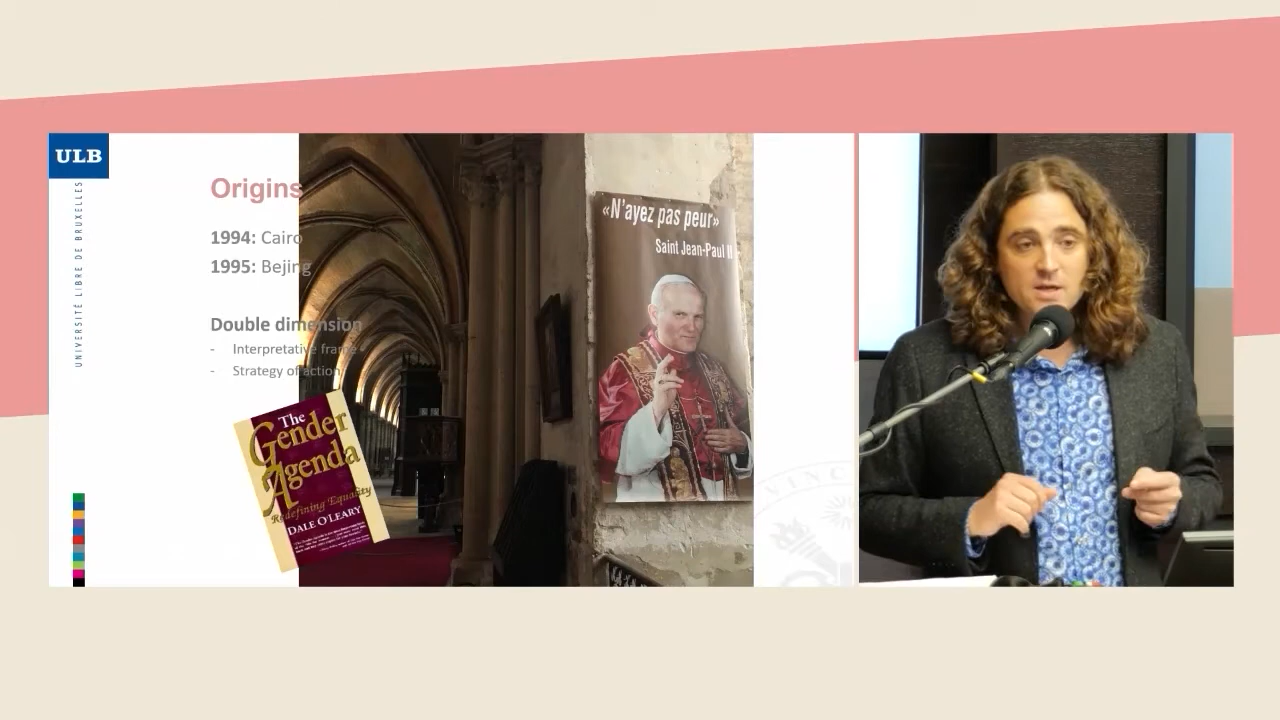 ULB
UNIVERSITÉ LIBRE DE BRUXELLES
Origins
1994: Cairo
1995: Bejing
Double dimension
- Interpretative frame
- Strategy of action
The
Gender
Agenda
Redefining Equality
DALE O'LEARY
«N'ayez pas peur»
Saint Jean-Paul II
VINC